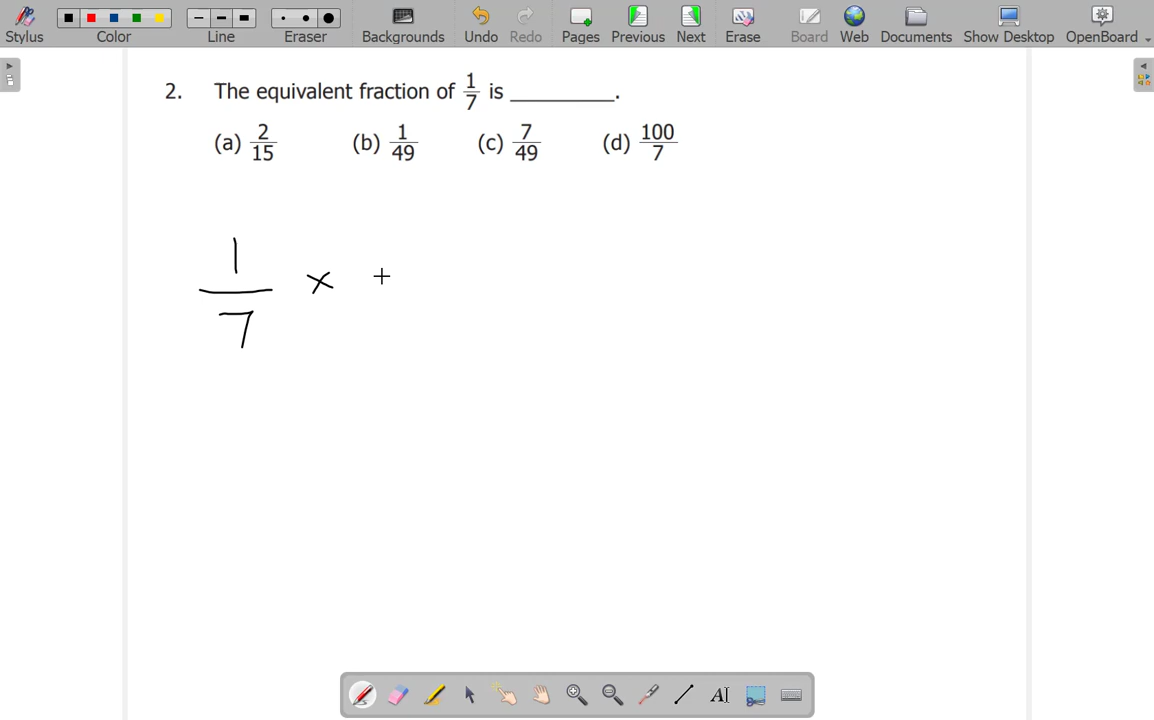 Stylus Color Line Eraser Backgrounds Undo Redo Pages Previous Next Erase Board Web Documents Show Desktop OpenBoard
2. The equivalent fraction of 1/7 is _________.
(a) 2/15 (b) 1/49 (c) 7/49 (d) 100/7
1/7 ×